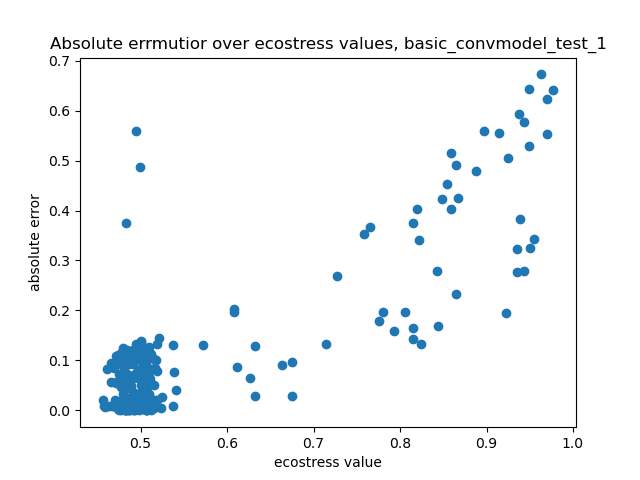 Absolute errmutior over ecostress values, basic_convmodel_test_1
0.7
0.6
0.5
0.4
0.3
0.2
0.1
0.0
absolute error
0.5 0.6 0.7 0.8 0.9 1.0
ecostress value